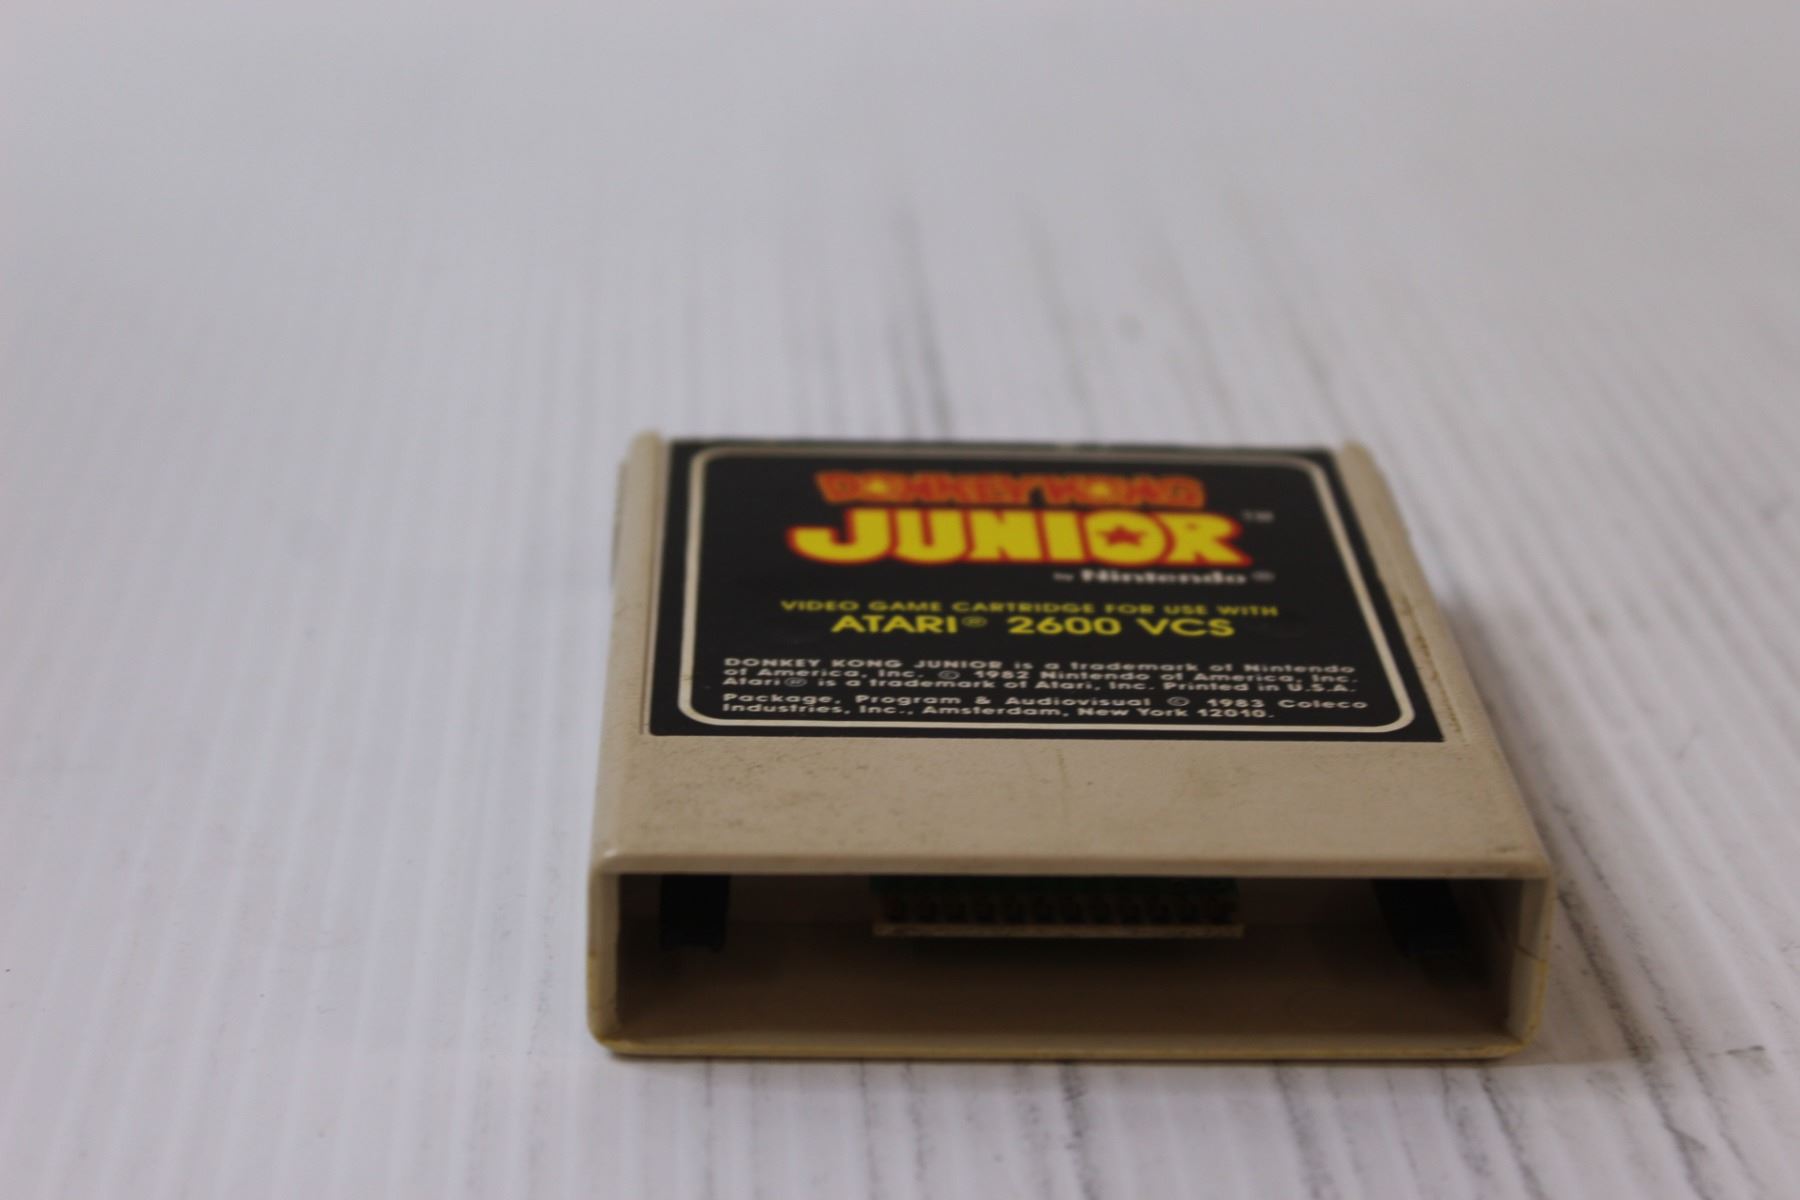 DONKEY KONG
JUNIOR™
by Nintendo®
VIDEO GAME CARTRIDGE FOR USE WITH
ATARI® 2600 VCS
DONKEY KONG JUNIOR is a trademark of Nintendo
of America, Inc. © 1982 Nintendo of America, Inc.
Atari® is a trademark of Atari, Inc. Printed in U.S.A.
Package, Program & Audiovisual © 1983 Coleco
Industries, Inc., Amsterdam, New York 12010.